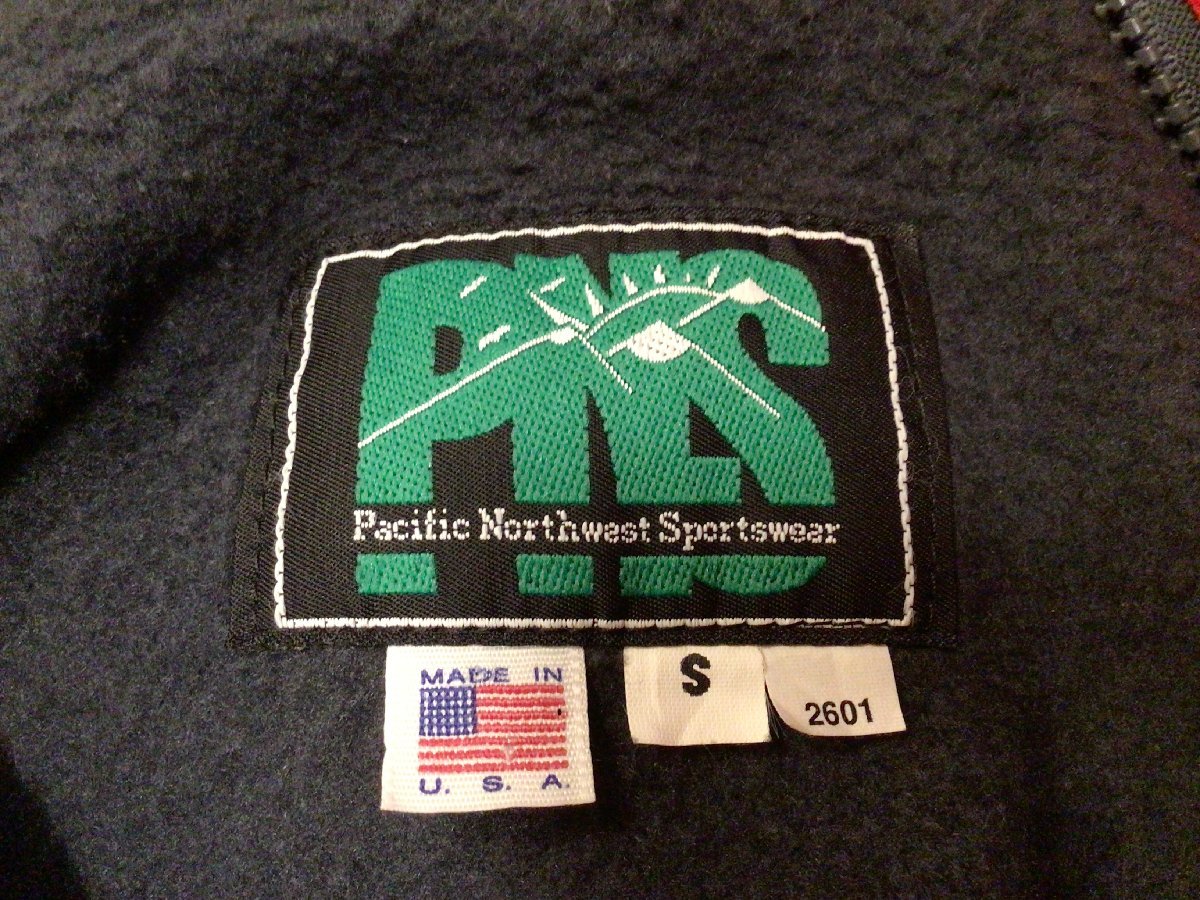 PNS
Pacific Northwest Sportswear
MADE IN
U. S. A.
S
2601